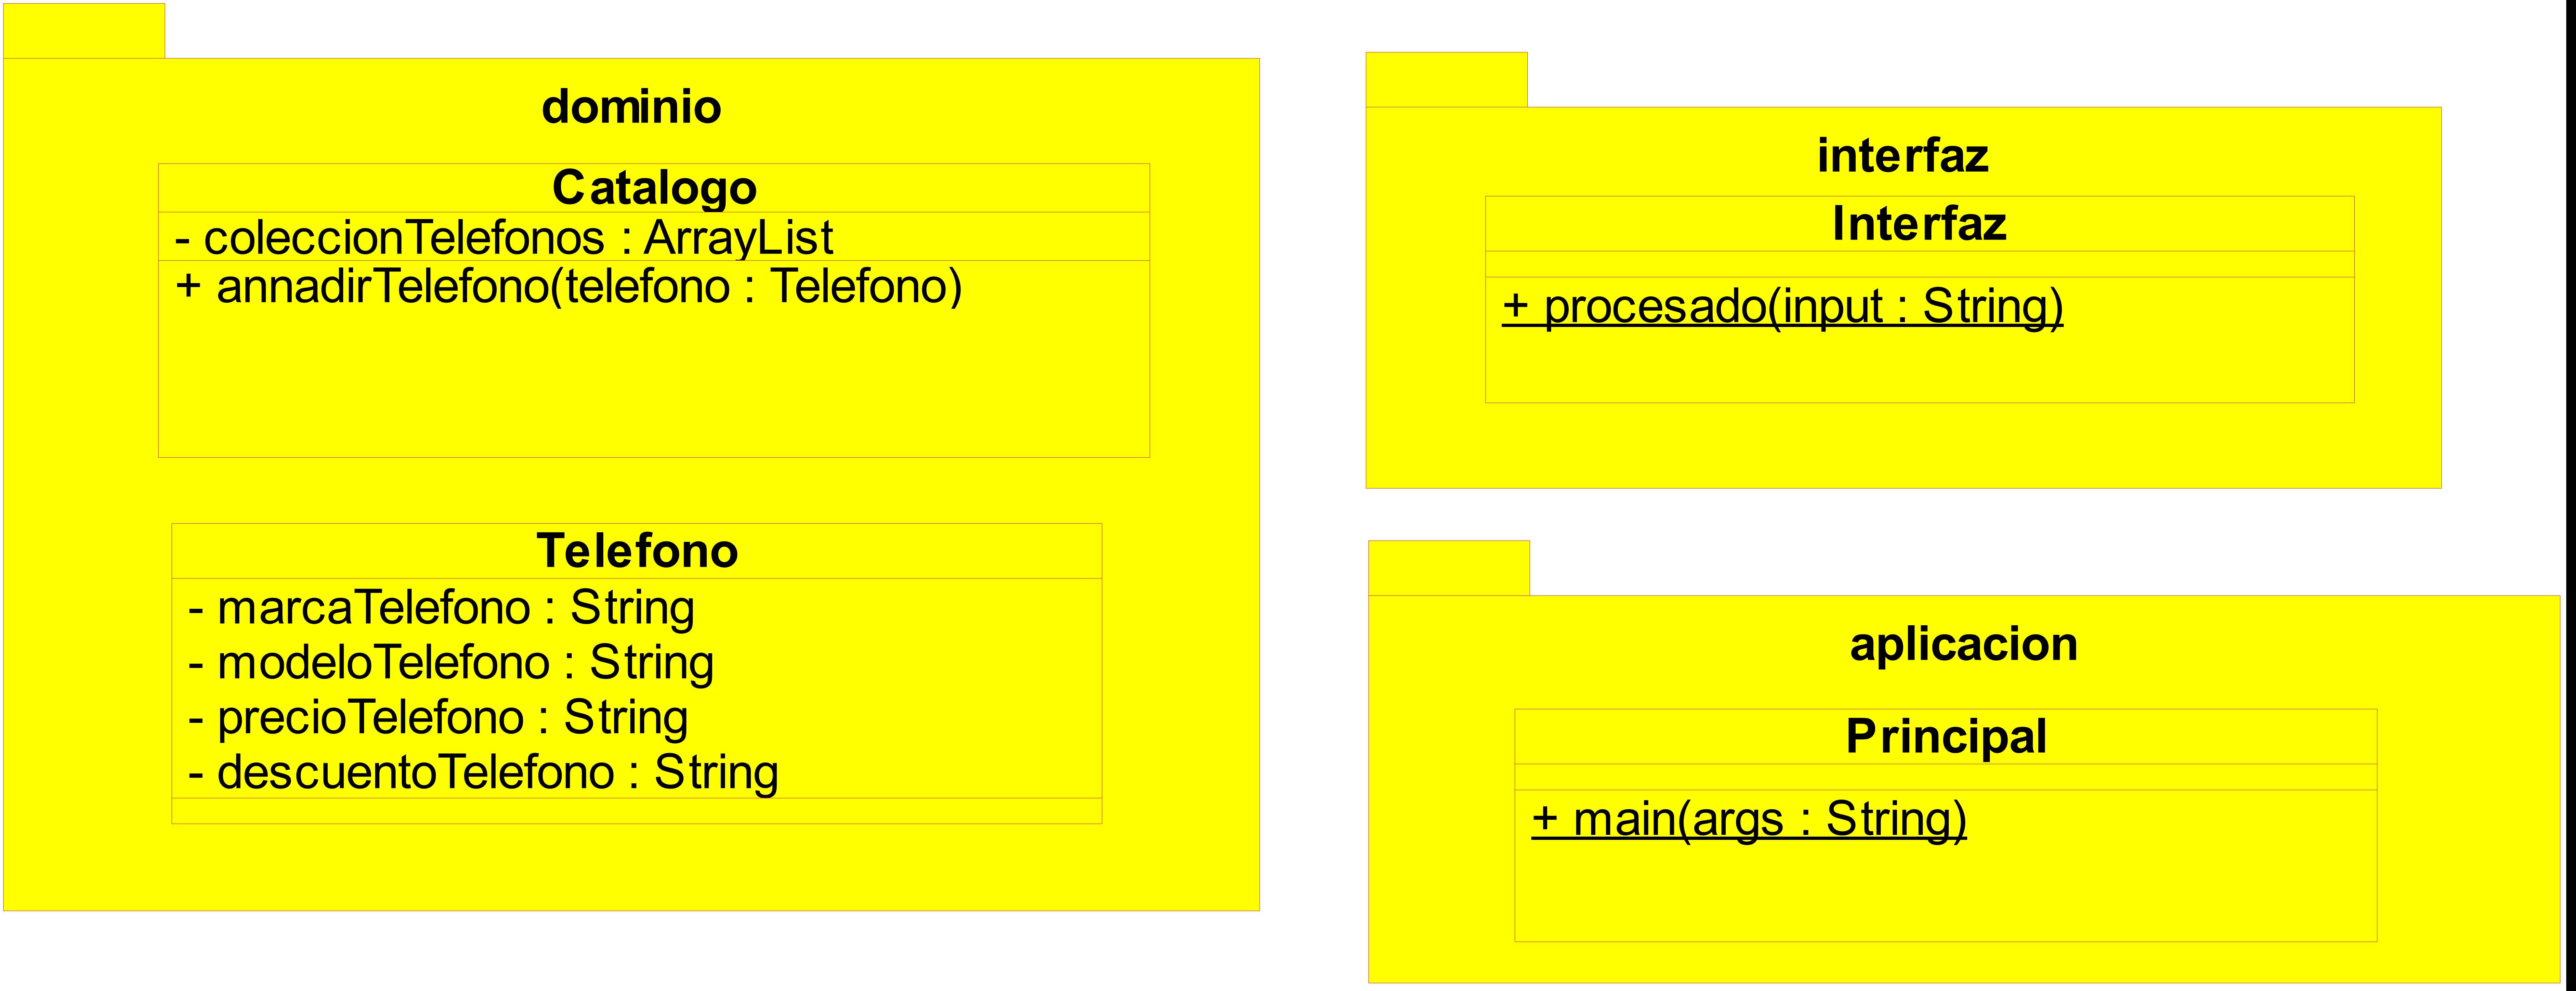 dominio
Catalogo
- coleccionTelefonos : ArrayList
+ annadirTelefono(telefono : Telefono)
Telefono
- marcaTelefono : String
- modeloTelefono : String
- precioTelefono : String
- descuentoTelefono : String
interfaz
Interfaz
+ procesado(input : String)
aplicacion
Principal
+ main(args : String)